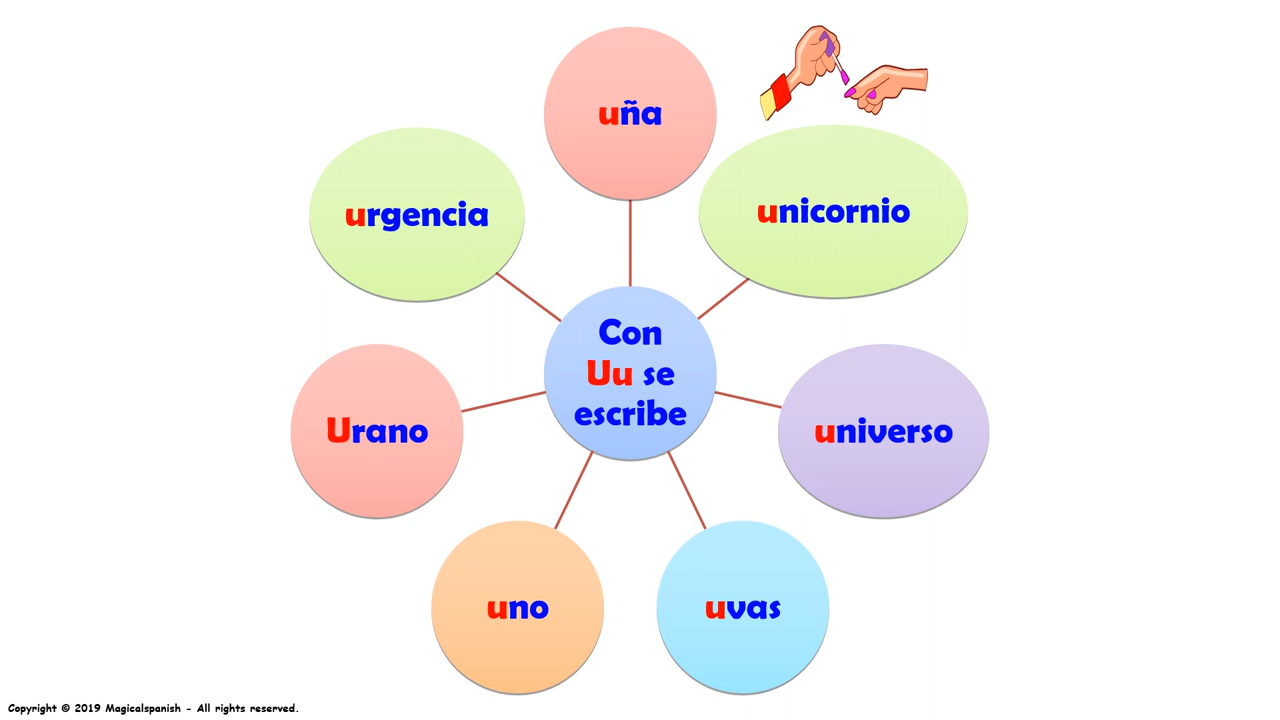 uña
unicornio
urgencia
Con
Uu se
escribe
Urano
universo
uno
uvas
Copyright © 2019 Magicalspanish - All rights reserved.